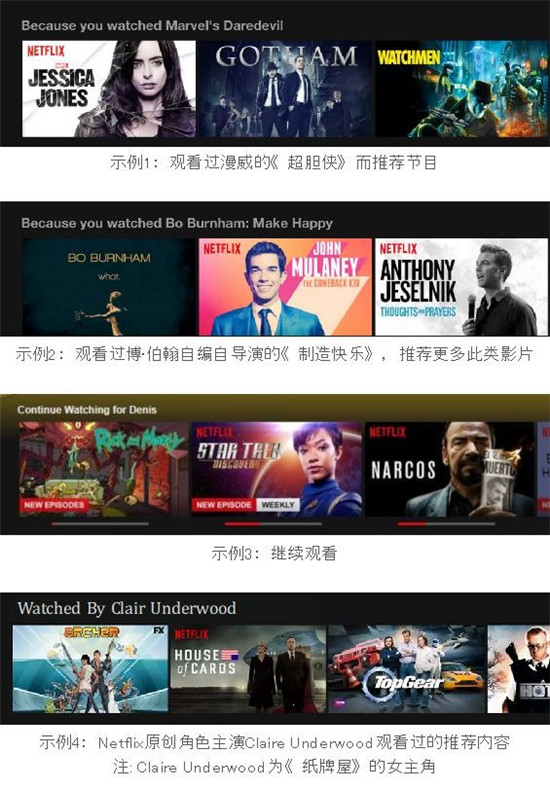 Because you watched Marvel's Daredevil
NETFLIX
MARVEL
JESSICA
JONES
GOTHAM
WATCHMEN
示例1：观看过漫威的《超胆侠》而推荐节目
Because you watched Bo Burnham: Make Happy
BO BURNHAM
what.
NETFLIX
JOHN
MULANEY
THE COMEBACK KID
NETFLIX
ANTHONY
JESELNIK
THOUGHTS AND PRAYERS
示例2：观看过博·伯翰自编自导演的《制造快乐》，推荐更多此类影片
Continue Watching for Denis
Rick and Morty
NEW EPISODES
NETFLIX
STAR TREK
DISCOVERY
NEW EPISODE WEEKLY
NETFLIX
NARCOS
MUERTO
示例3：继续观看
Watched By Clair Underwood
ARCHER
FX
NETFLIX
HOUSE
of CARDS
TopGear
BBC
HOT
示例4：Netflix原创角色主演Claire Underwood观看过的推荐内容
注: Claire Underwood为《纸牌屋》的女主角